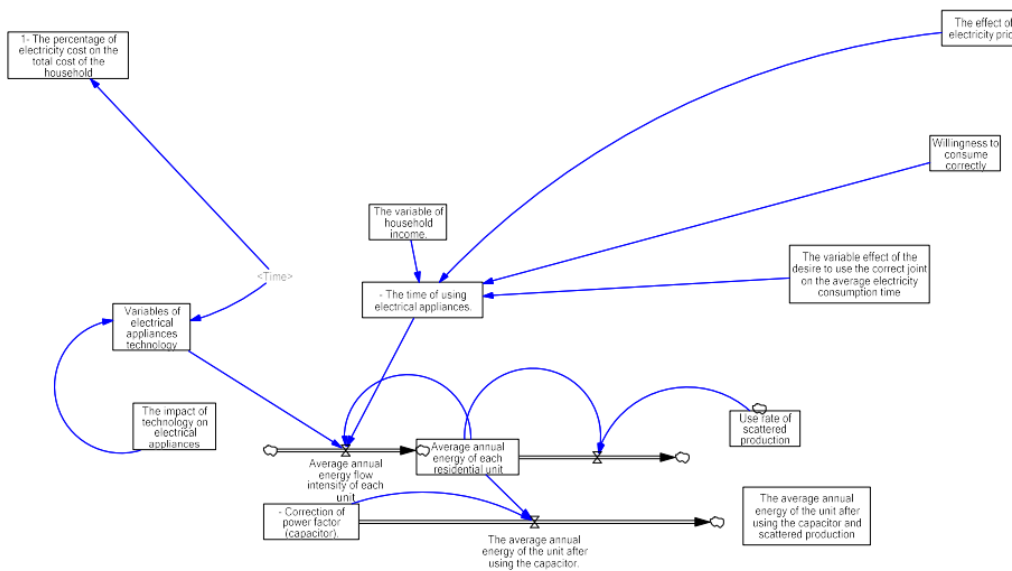 1- The percentage of
electricity cost on the
total cost of the
household
The effect of
electricity pric
Willingness to
consume
correctly
The variable of
household
income.
The variable effect of the
desire to use the correct joint
on the average electricity
consumption time
<Time>
- The time of using
electrical appliances.
Variables of
electrical
appliances
technology
The impact of
technology on
electrical
appliances
Use rate of
scattered
production
Average annual
energy of each
residential unit
Average annual
energy flow
intensity of each
unit
- Correction of
power factor
(capacitor).
The average annual
energy of the unit after
using the capacitor and
scattered production
The average annual
energy of the unit after
using the capacitor.